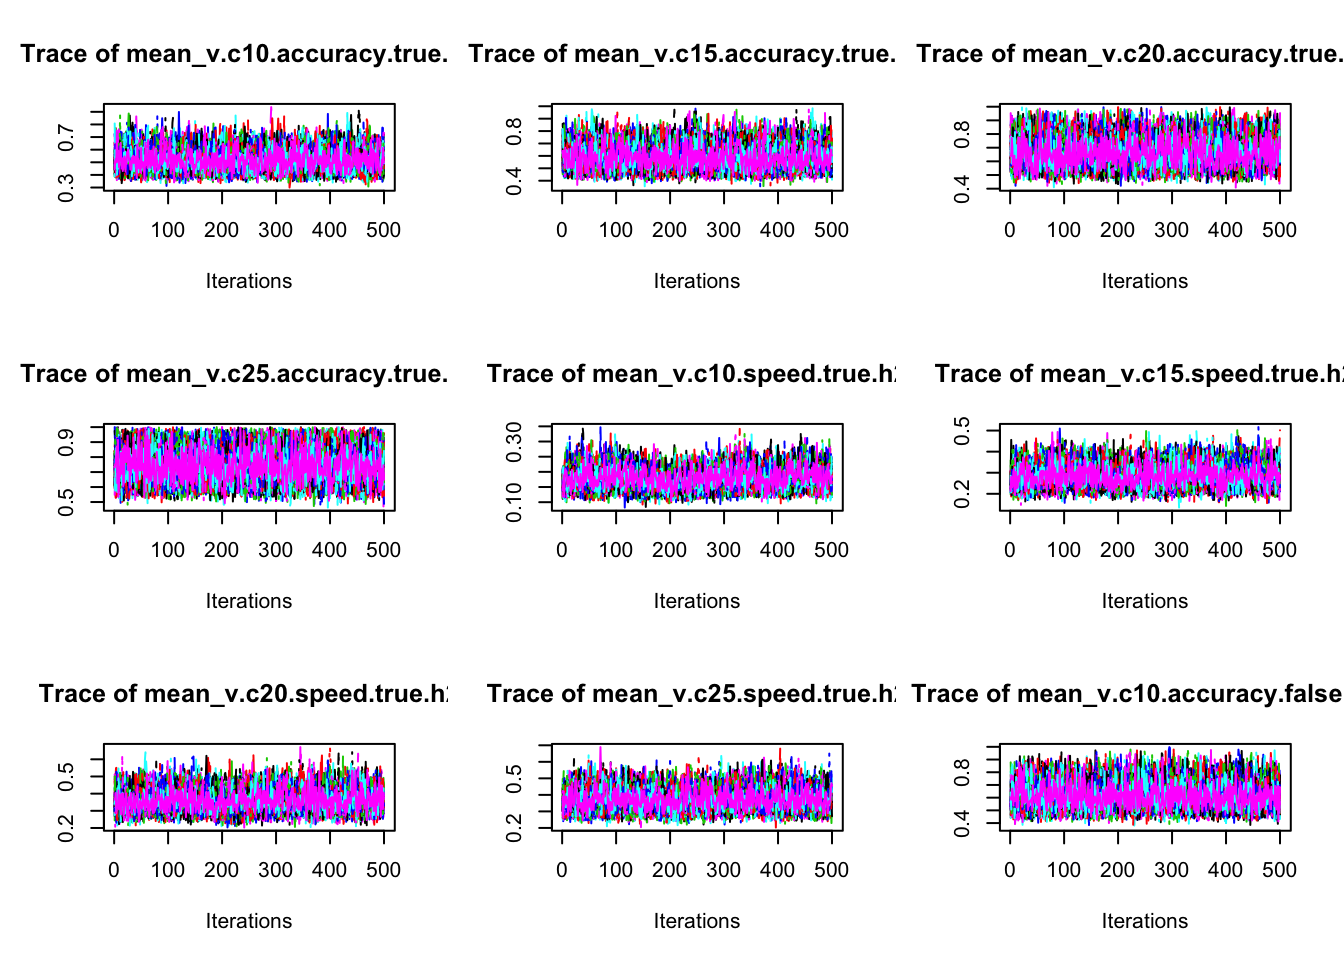 Trace of mean_v.c10.accuracy.true.
0.3 0.7
0 100 200 300 400 500
Iterations
Trace of mean_v.c15.accuracy.true.
0.4 0.8
0 100 200 300 400 500
Iterations
Trace of mean_v.c20.accuracy.true.
0.4 0.8
0 100 200 300 400 500
Iterations
Trace of mean_v.c25.accuracy.true.
0.5 0.9
0 100 200 300 400 500
Iterations
Trace of mean_v.c10.speed.true.h2
0.10 0.30
0 100 200 300 400 500
Iterations
Trace of mean_v.c15.speed.true.h2
0.2 0.5
0 100 200 300 400 500
Iterations
Trace of mean_v.c20.speed.true.h2
0.2 0.5
0 100 200 300 400 500
Iterations
Trace of mean_v.c25.speed.true.h2
0.2 0.5
0 100 200 300 400 500
Iterations
Trace of mean_v.c10.accuracy.false
0.4 0.8
0 100 200 300 400 500
Iterations